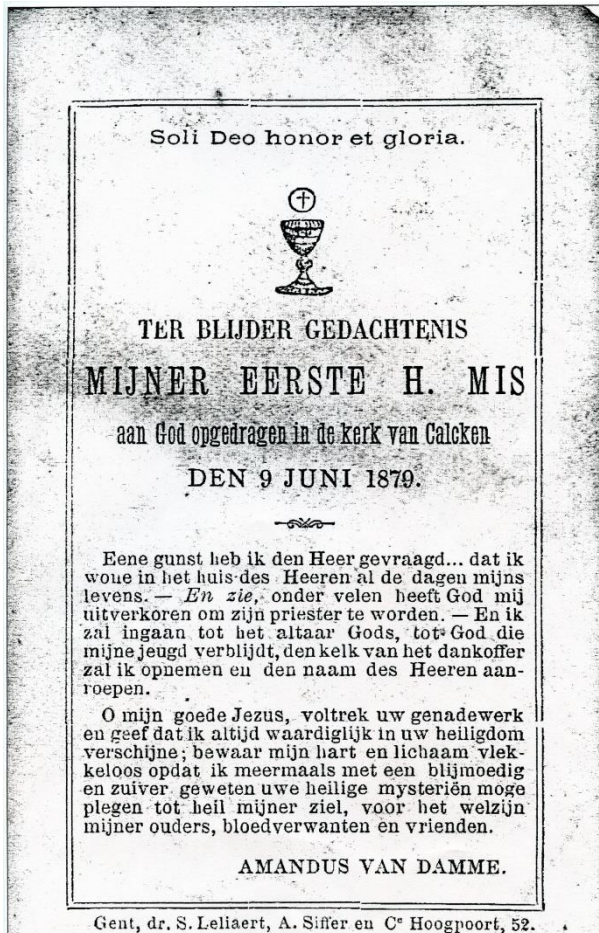 Soli Deo honor et gloria.
TER BLIJDER GEDACHTENIS
MIJNER EERSTE H. MIS
aan God opgedragen in de kerk van Calcken
DEN 9 JUNI 1879.
Eene gunst heb ik den Heer gevraagd... dat ik
wone in het huis des Heeren al de dagen mijns
levens. — En zie, onder velen heeft God mij
uitverkoren om zijn priester te worden. — En ik
zal ingaan tot het altaar Gods, tot God die
mijne jeugd verblijdt, den kelk van het dankoffer
zal ik opnemen en den naam des Heeren aan-
roepen.
O mijn goede Jezus, voltrek uw genadewerk
en geef dat ik altijd waardiglijk in uw heiligdom
verschijne; bewaar mijn hart en lichaam vlek-
keloos opdat ik meermaals met een blijmoedig
en zuiver geweten uwe heilige mysteriën moge
plegen tot heil mijner ziel, voor het welzijn
mijner ouders, bloedverwanten en vrienden.
AMANDUS VAN DAMME.
Gent, dr. S. Leliaert, A. Siffer en Cᵉ Hoogpoort, 52.